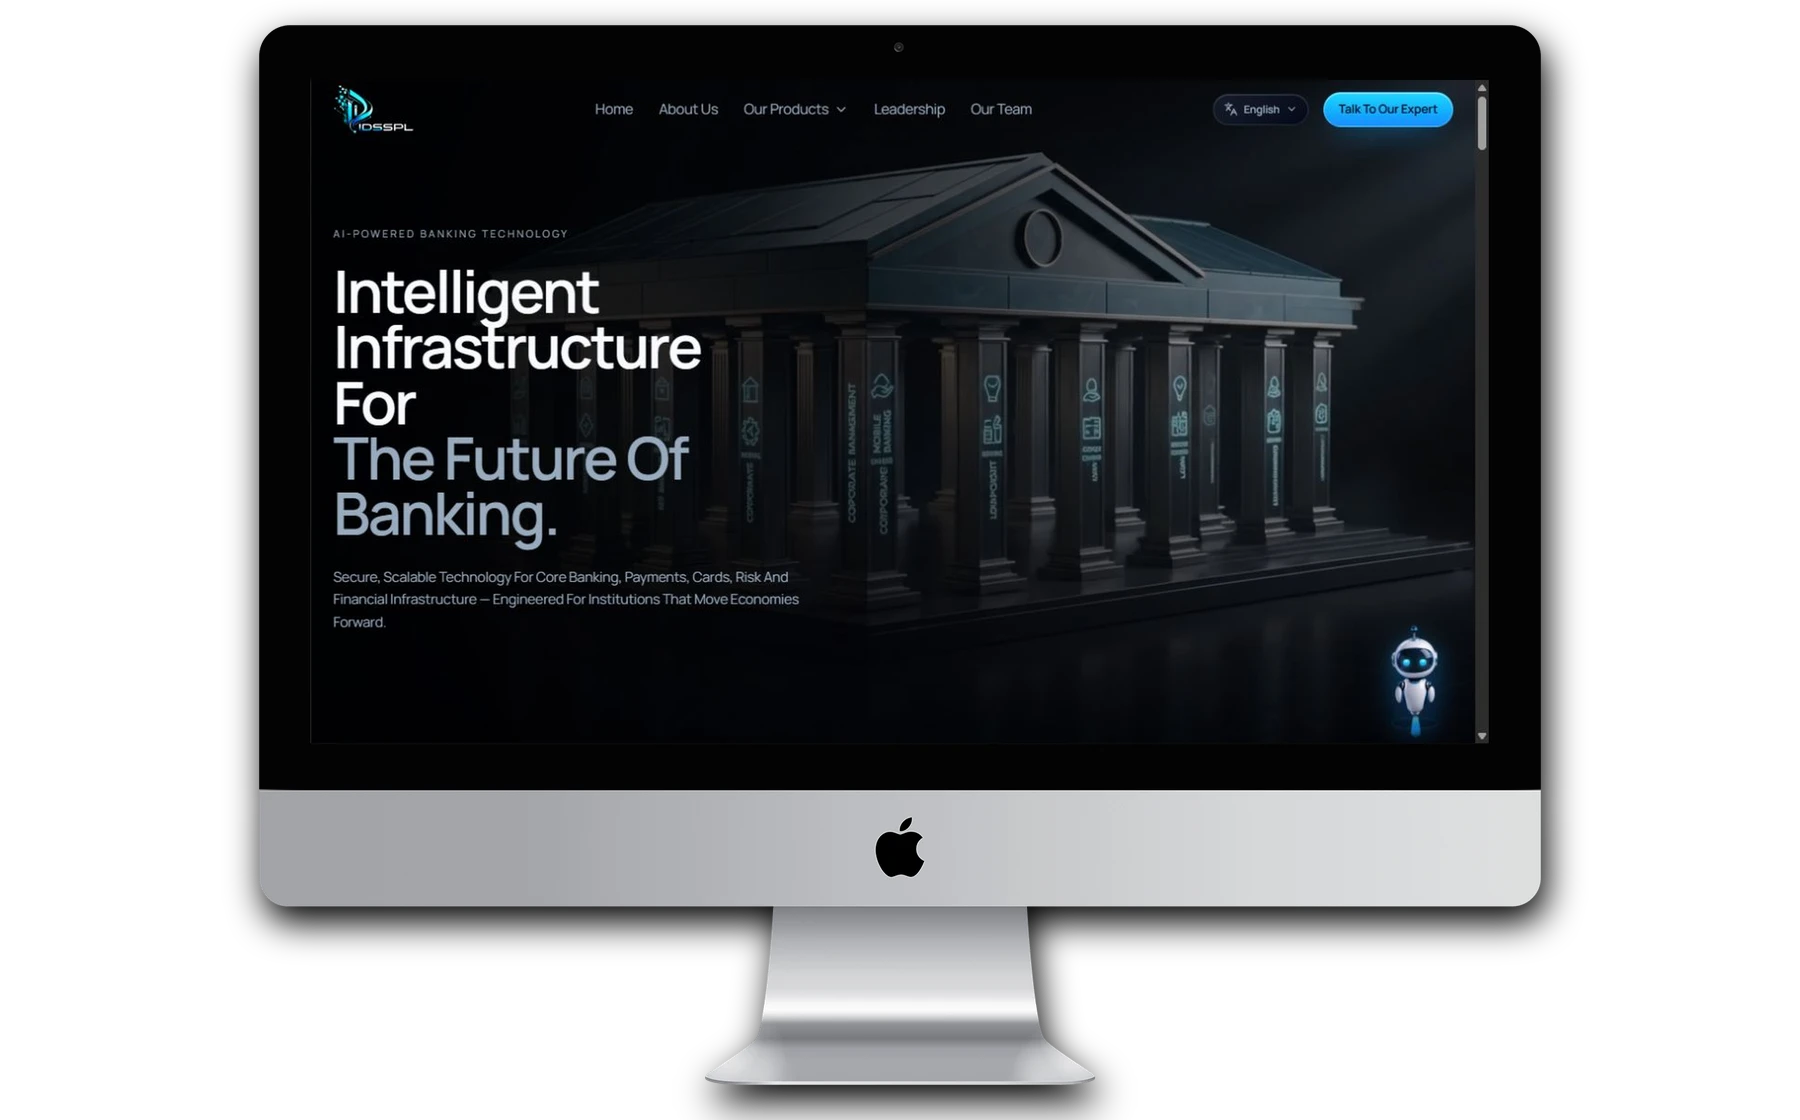 IDSSPL
Home About Us Our Products Leadership Our Team
English
Talk To Our Expert
AI-POWERED BANKING TECHNOLOGY
Intelligent
Infrastructure
For
The Future Of
Banking.
Secure, Scalable Technology For Core Banking, Payments, Cards, Risk And
Financial Infrastructure — Engineered For Institutions That Move Economies
Forward.
MOBILE
BANKING